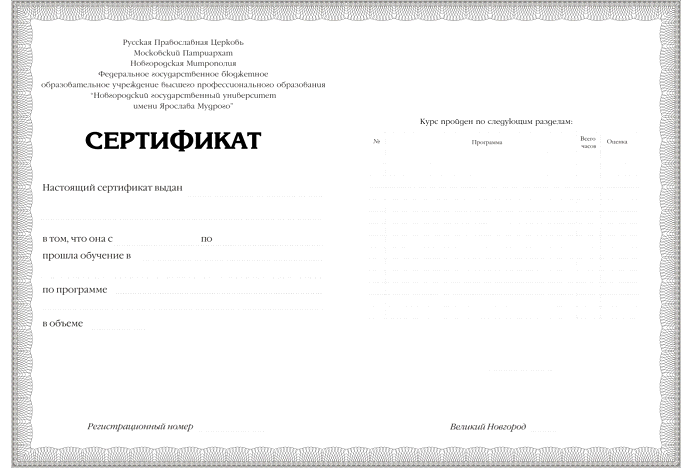 Русская Православная Церковь
Московский Патриархат
Новгородская Митрополия
Федеральное государственное бюджетное
образовательное учреждение высшего профессионального образования
"Новгородский государственный университет
имени Ярослава Мудрого"
СЕРТИФИКАТ
Настоящий сертификат выдан
в том, что она с по
прошла обучение в
по программе
в объеме
Регистрационный номер
Курс пройден по следующим разделам:
№ Программа Всего часов Оценка
Великий Новгород